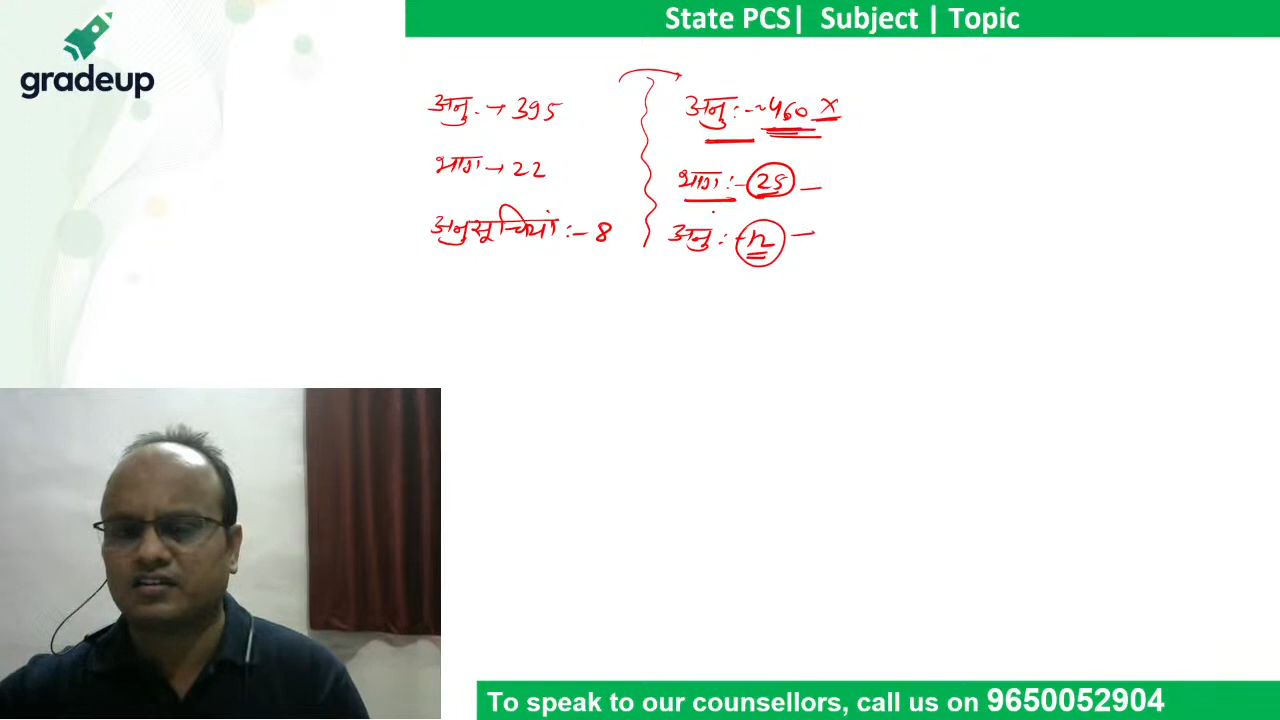 State PCS| Subject | Topic
gradeup
अनु. → 395
भाग → 22
अनुसूचियां :- 8
अनु :- ~460 X
भाग :- 25 -
अनु :- 12 -
To speak to our counsellors, call us on 9650052904